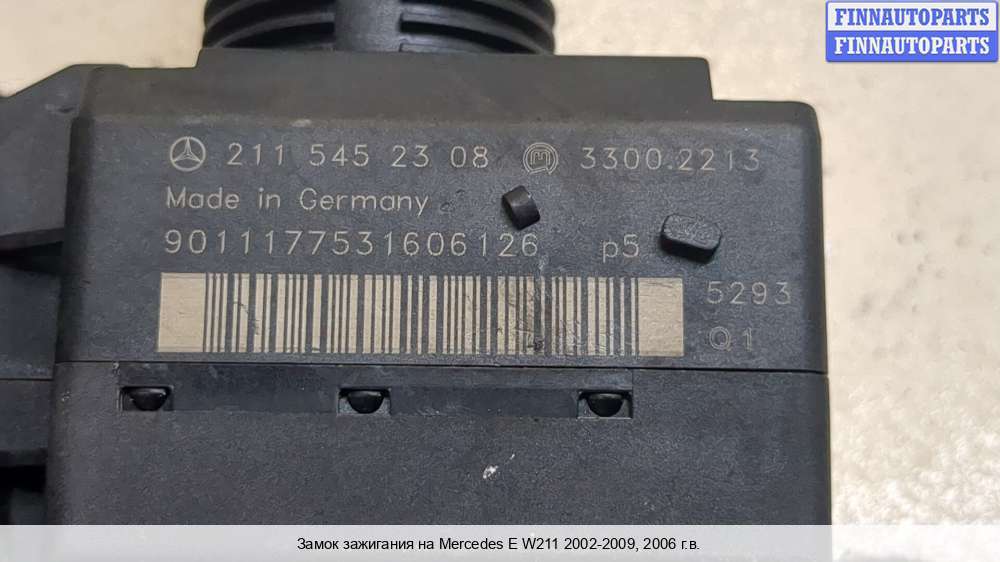 FINNAUTOPARTS
FINNAUTOPARTS
211 545 23 08 3300.2213
Made in Germany
9011177531606126 p5
5293
Q1
Замок зажигания на Mercedes E W211 2002-2009, 2006 г.в.